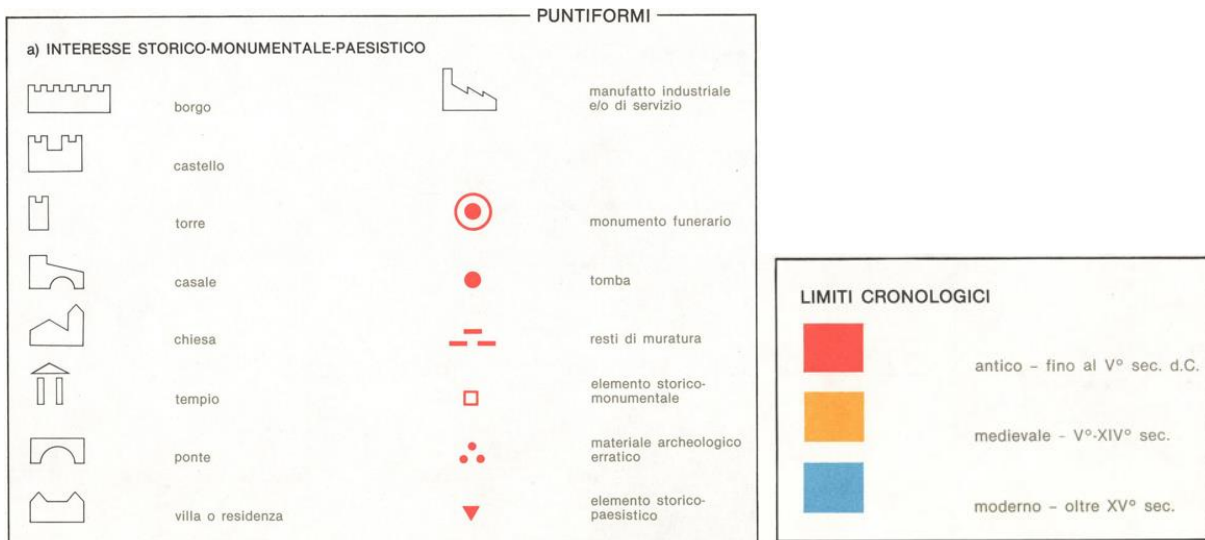 PUNTIFORMI
a) INTERESSE STORICO-MONUMENTALE-PAESISTICO
borgo
castello
torre
casale
chiesa
tempio
ponte
villa o residenza
manufatto industriale
e/o di servizio
monumento funerario
tomba
resti di muratura
elemento storico-
monumentale
materiale archeologico
erratico
elemento storico-
paesistico
LIMITI CRONOLOGICI
antico – fino al V° sec. d.C.
medievale – V°-XIV° sec.
moderno – oltre XV° sec.